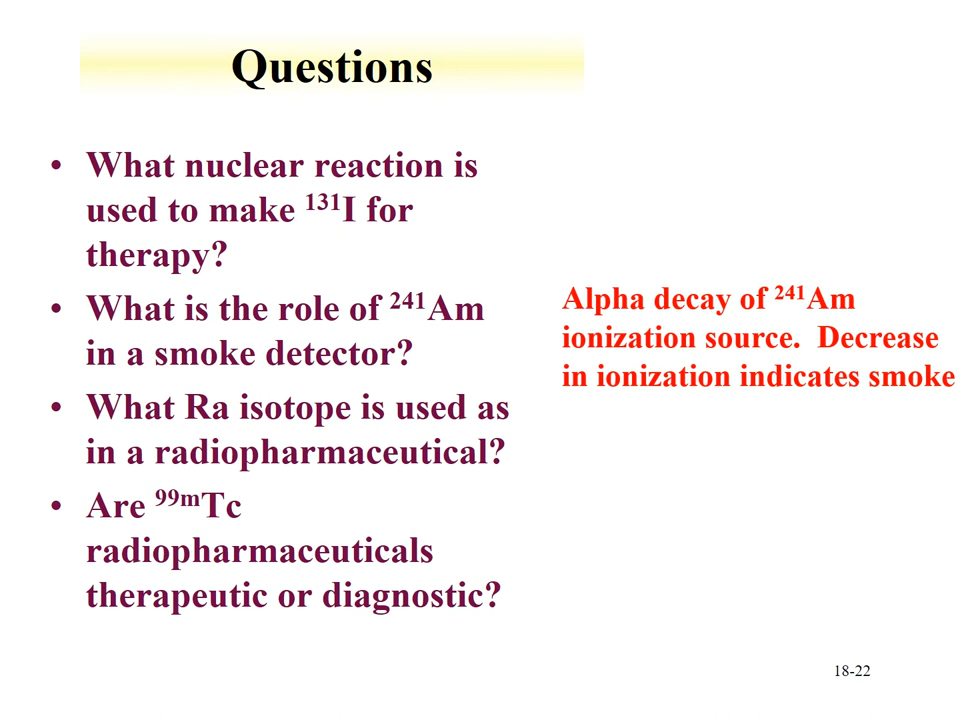 Questions
• What nuclear reaction is
used to make ¹³¹I for
therapy?
• What is the role of ²⁴¹Am
in a smoke detector?
• What Ra isotope is used as
in a radiopharmaceutical?
• Are ⁹⁹ᵐTc
radiopharmaceuticals
therapeutic or diagnostic?
Alpha decay of ²⁴¹Am
ionization source.  Decrease
in ionization indicates smoke
18-22